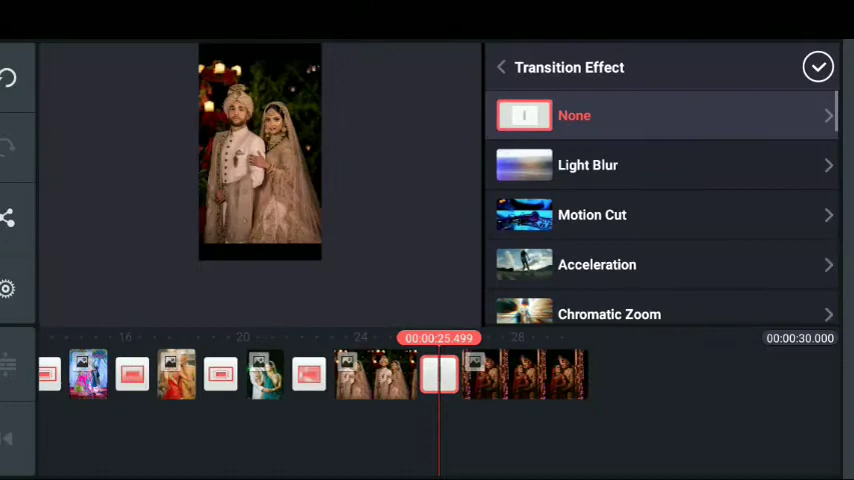 Transition Effect
None
Light Blur
Motion Cut
Acceleration
Chromatic Zoom
16
20
24
00:00:25.499
28
00:00:30.000